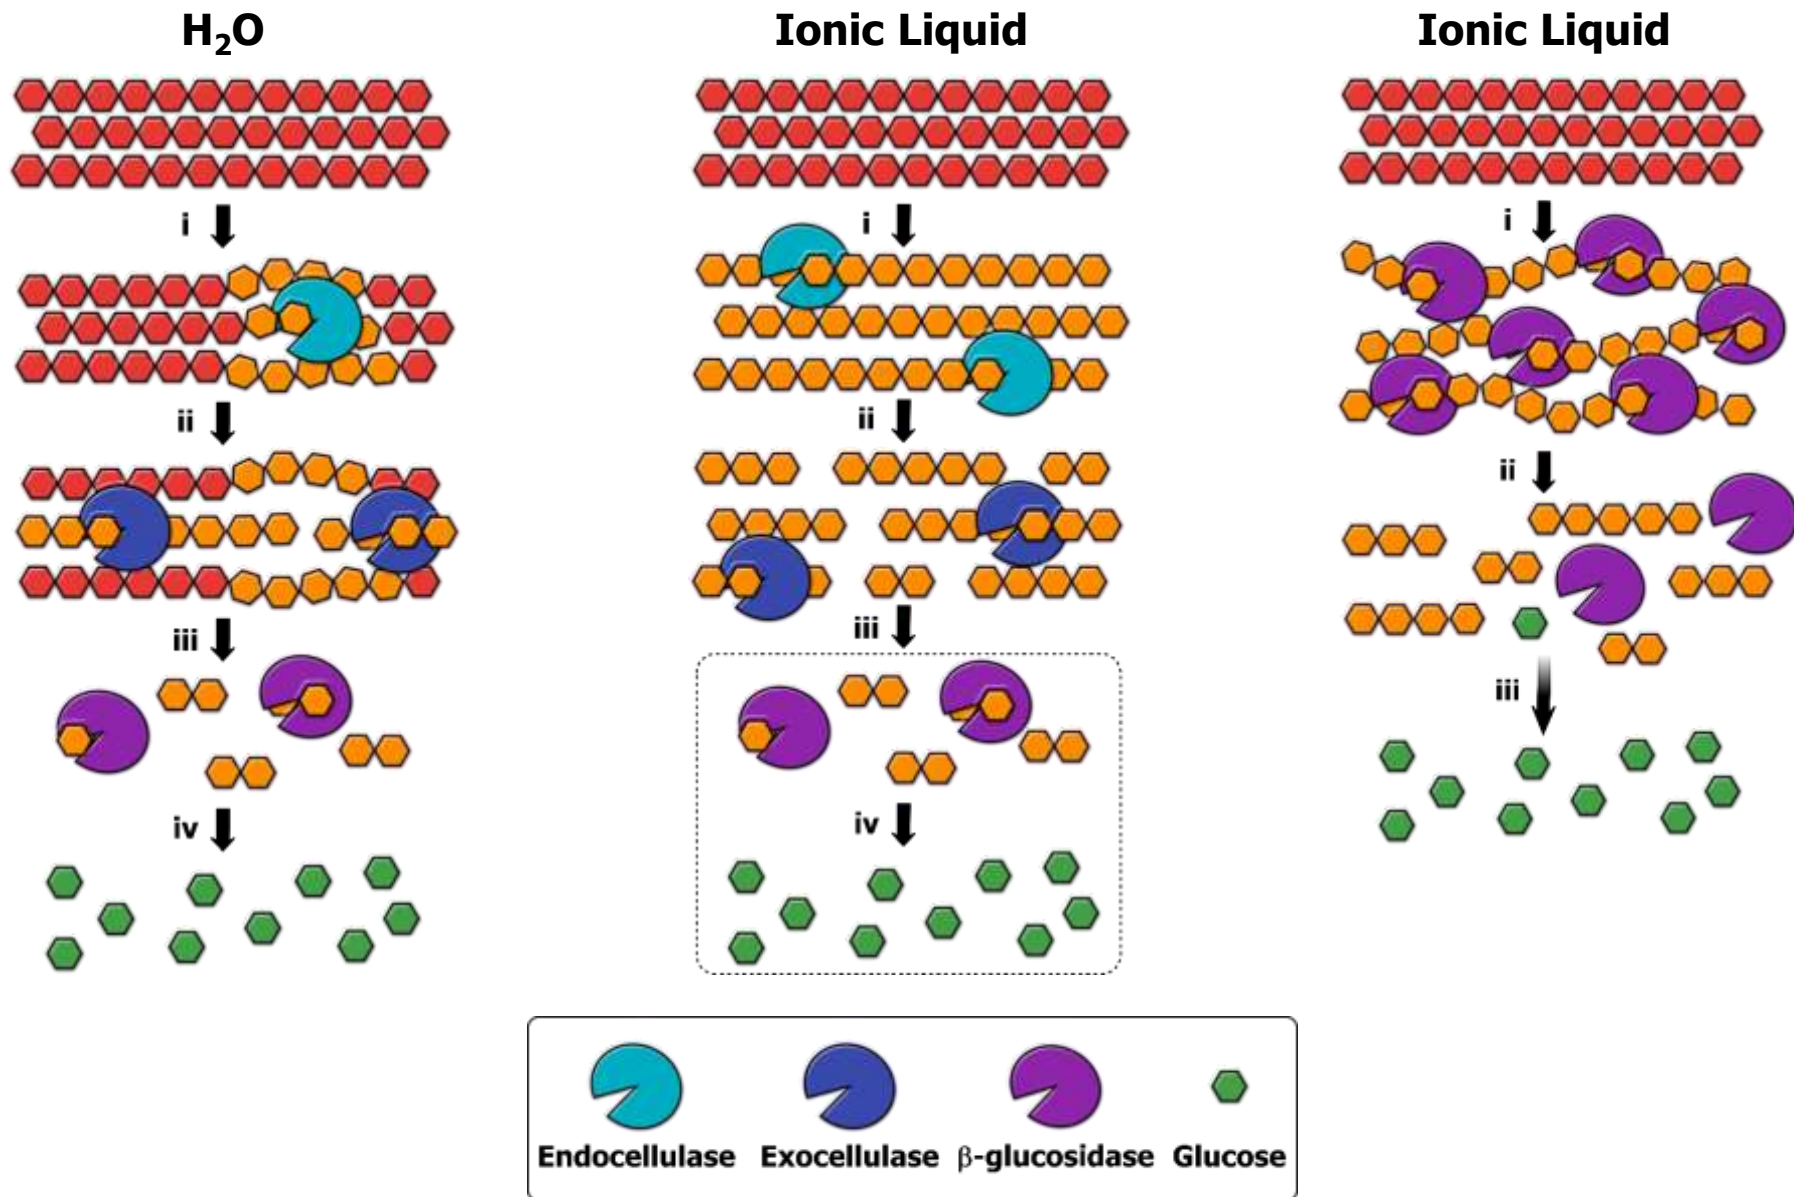 H₂O
Ionic Liquid
Ionic Liquid
i
i
i
ii
ii
ii
iii
iii
iii
iv
iv
Endocellulase Exocellulase β-glucosidase Glucose